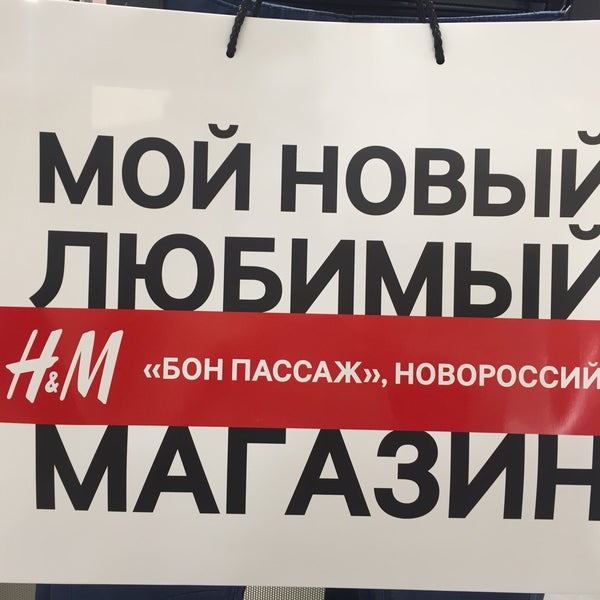 МОЙ НОВЫЙ
ЛЮБИМЫЙ
H&M «БОН ПАССАЖ», НОВОРОССИЙ
МАГАЗИН